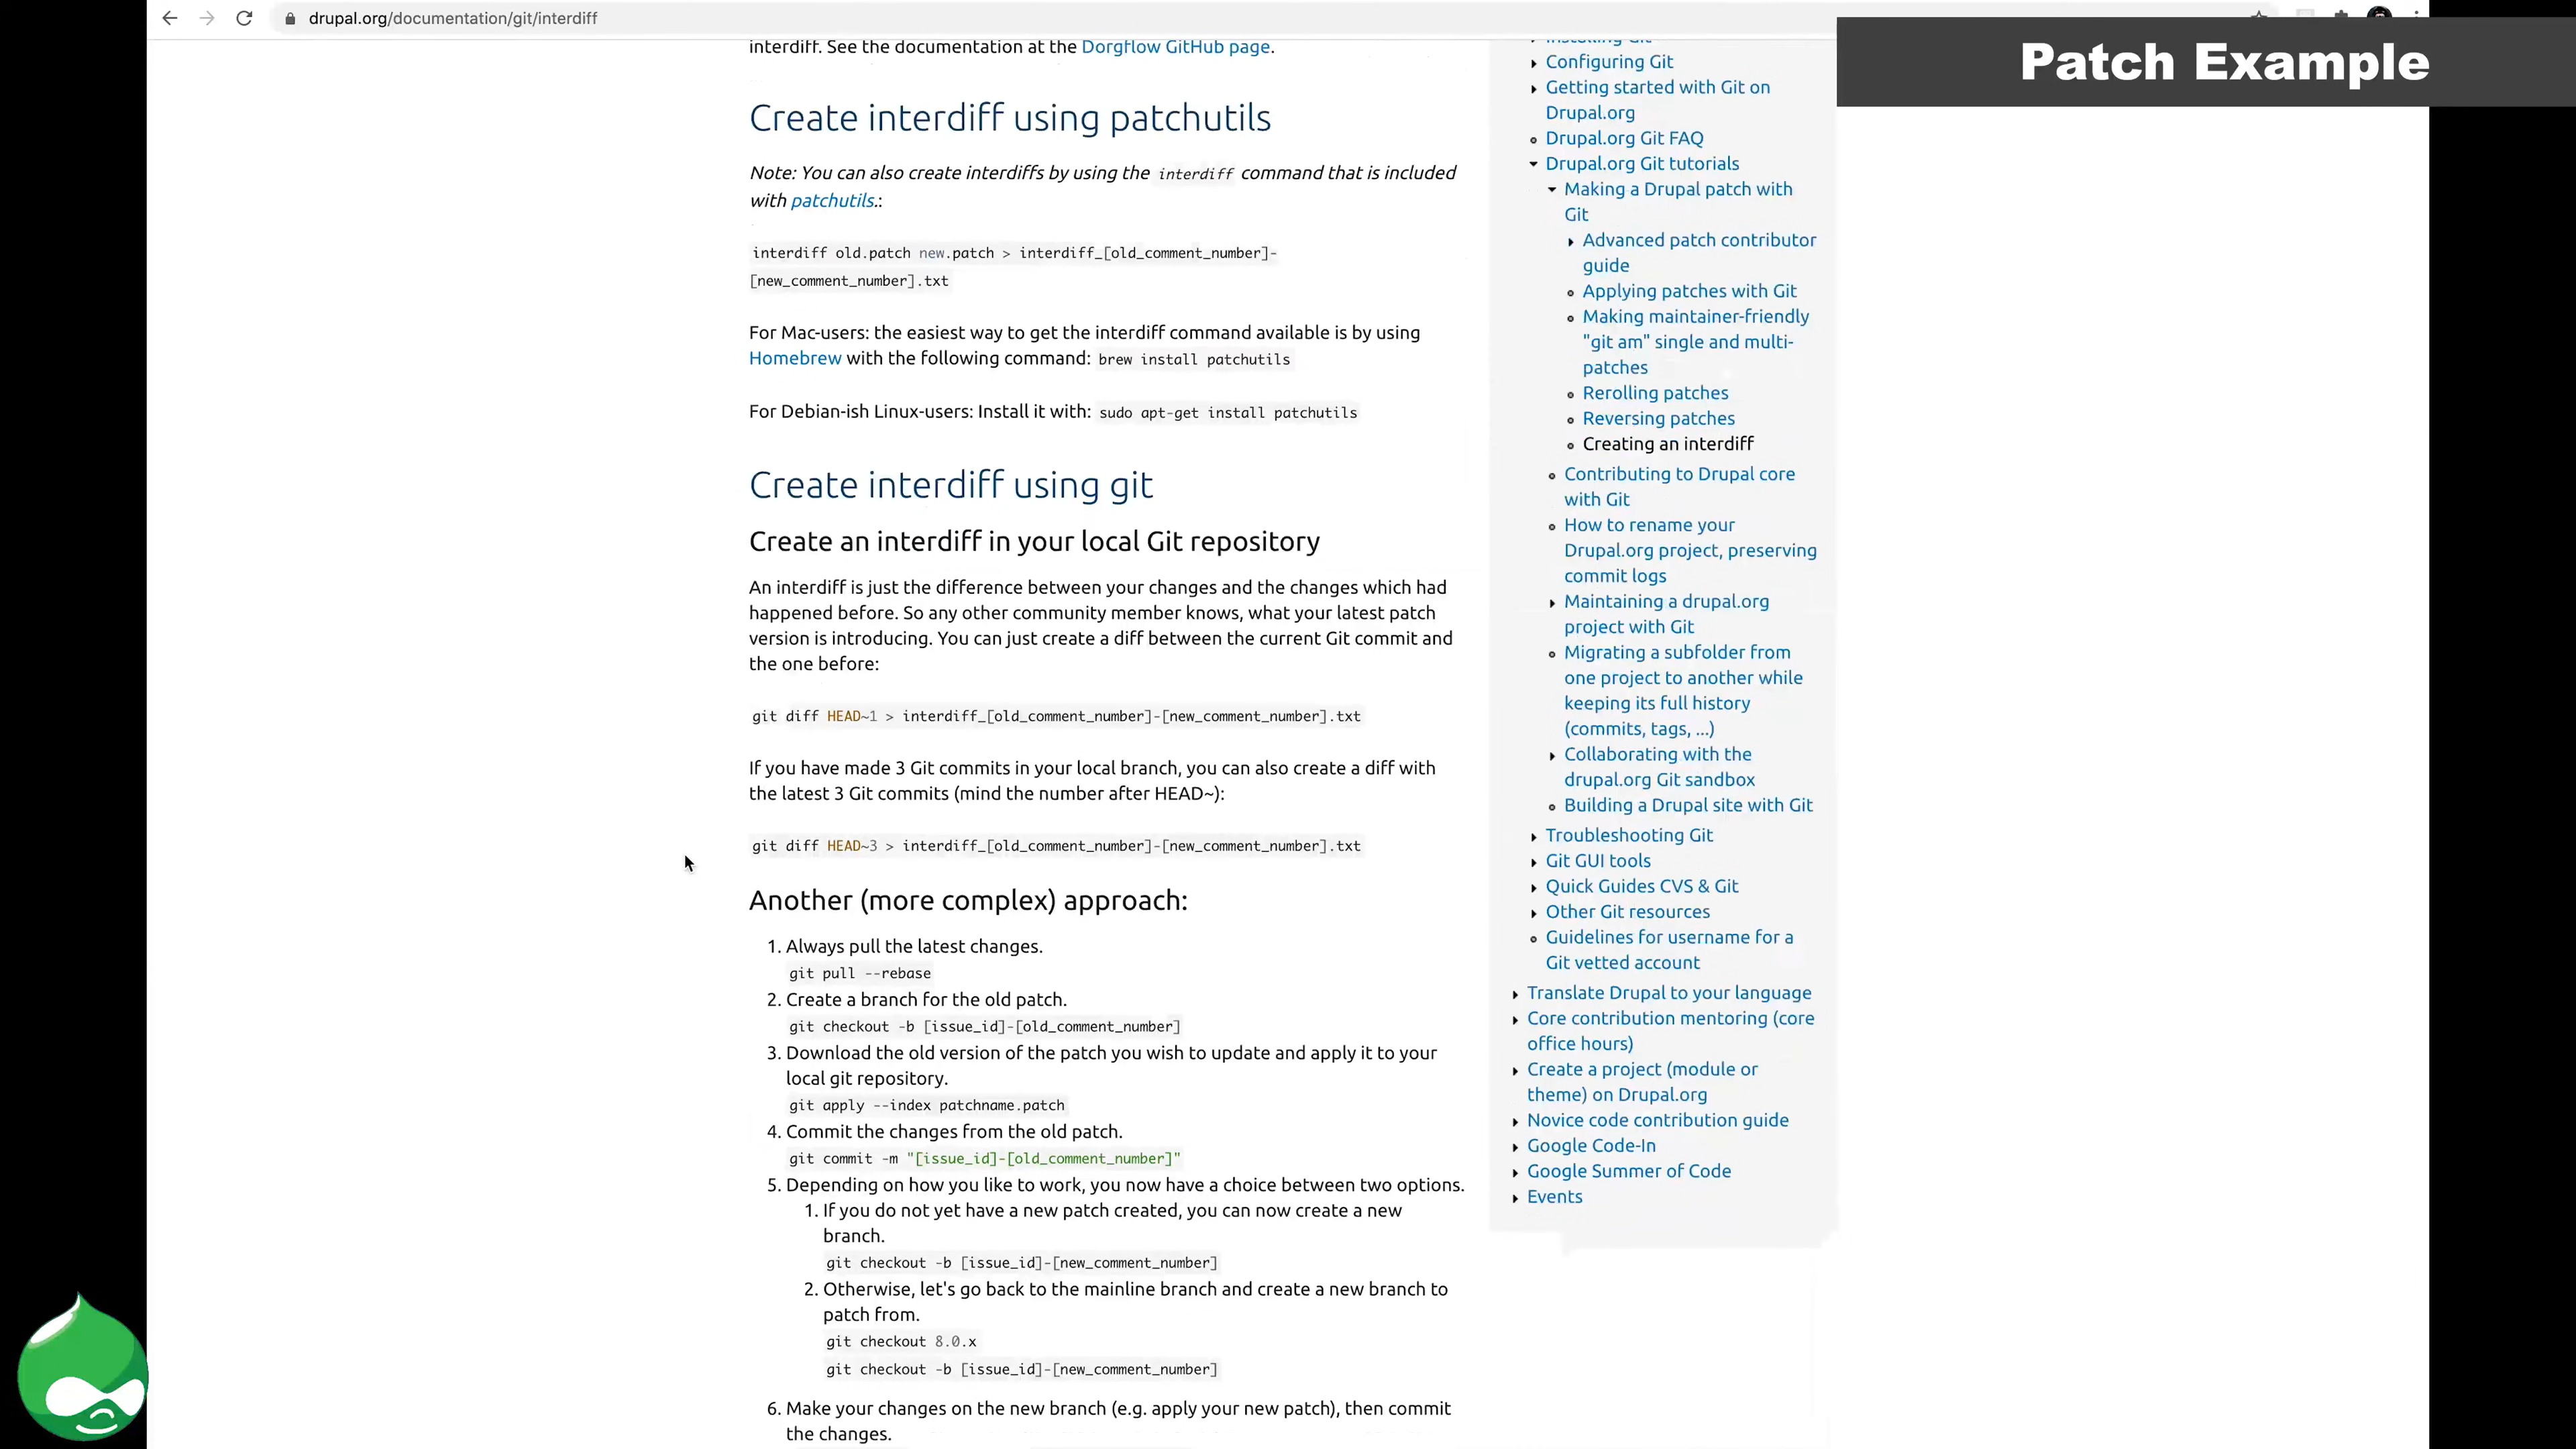 drupal.org/documentation/git/interdiff
Patch Example
interdiff. See the documentation at the Dorgflow GitHub page.
Create interdiff using patchutils
Note: You can also create interdiffs by using the interdiff command that is included
with patchutils.:
interdiff old.patch new.patch > interdiff_[old_comment_number]-
[new_comment_number].txt
For Mac-users: the easiest way to get the interdiff command available is by using
Homebrew with the following command: brew install patchutils
For Debian-ish Linux-users: Install it with: sudo apt-get install patchutils
Create interdiff using git
Create an interdiff in your local Git repository
An interdiff is just the difference between your changes and the changes which had
happened before. So any other community member knows, what your latest patch
version is introducing. You can just create a diff between the current Git commit and
the one before:
git diff HEAD~1 > interdiff_[old_comment_number]-[new_comment_number].txt
If you have made 3 Git commits in your local branch, you can also create a diff with
the latest 3 Git commits (mind the number after HEAD~):
git diff HEAD~3 > interdiff_[old_comment_number]-[new_comment_number].txt
Another (more complex) approach:
1. Always pull the latest changes.
git pull --rebase
2. Create a branch for the old patch.
git checkout -b [issue_id]-[old_comment_number]
3. Download the old version of the patch you wish to update and apply it to your
local git repository.
git apply --index patchname.patch
4. Commit the changes from the old patch.
git commit -m "[issue_id]-[old_comment_number]"
5. Depending on how you like to work, you now have a choice between two options.
1. If you do not yet have a new patch created, you can now create a new
branch.
git checkout -b [issue_id]-[new_comment_number]
2. Otherwise, let's go back to the mainline branch and create a new branch to
patch from.
git checkout 8.0.x
git checkout -b [issue_id]-[new_comment_number]
6. Make your changes on the new branch (e.g. apply your new patch), then commit
the changes.
Installing Git
Configuring Git
Getting started with Git on
Drupal.org
Drupal.org Git FAQ
Drupal.org Git tutorials
Making a Drupal patch with
Git
Advanced patch contributor
guide
Applying patches with Git
Making maintainer-friendly
"git am" single and multi-
patches
Rerolling patches
Reversing patches
Creating an interdiff
Contributing to Drupal core
with Git
How to rename your
Drupal.org project, preserving
commit logs
Maintaining a drupal.org
project with Git
Migrating a subfolder from
one project to another while
keeping its full history
(commits, tags, ...)
Collaborating with the
drupal.org Git sandbox
Building a Drupal site with Git
Troubleshooting Git
Git GUI tools
Quick Guides CVS & Git
Other Git resources
Guidelines for username for a
Git vetted account
Translate Drupal to your language
Core contribution mentoring (core
office hours)
Create a project (module or
theme) on Drupal.org
Novice code contribution guide
Google Code-In
Google Summer of Code
Events